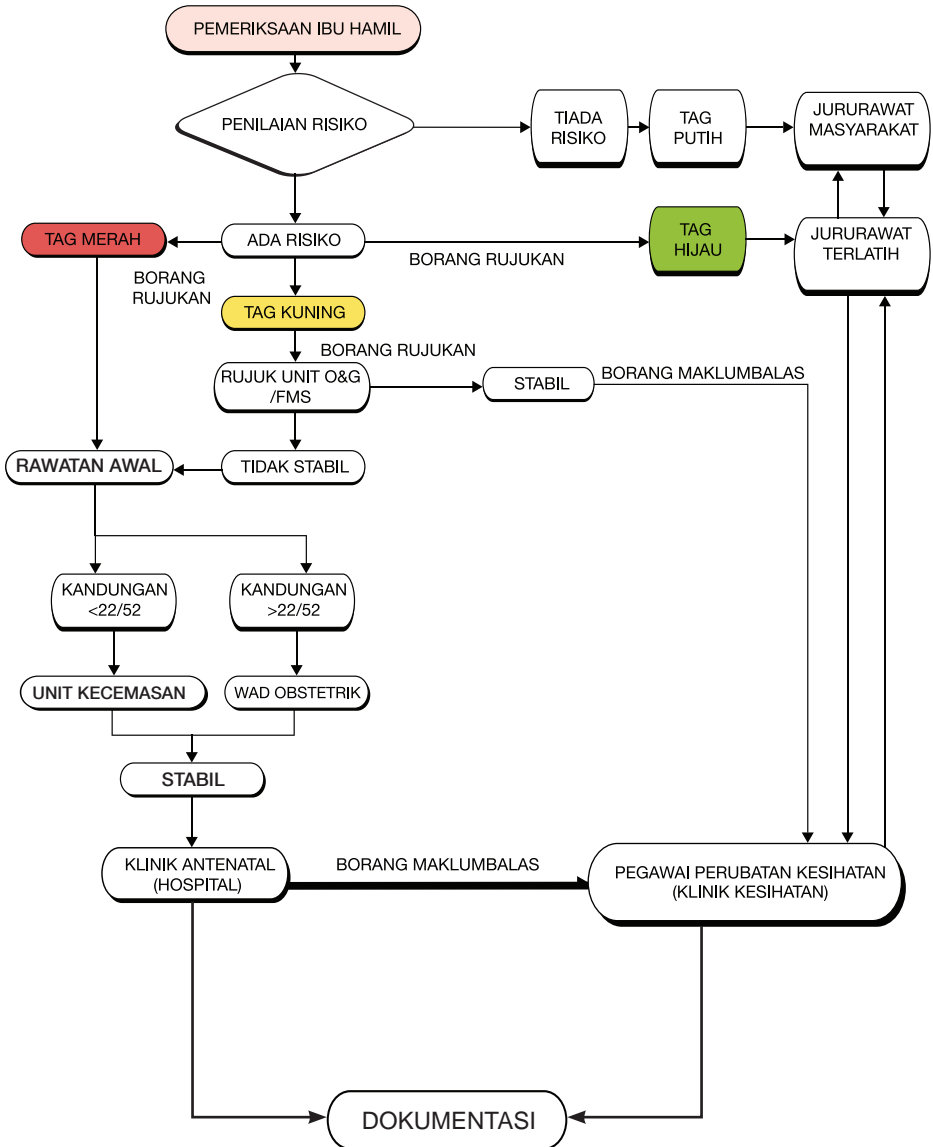 PEMERIKSAAN IBU HAMIL
PENILAIAN RISIKO
TIADA
RISIKO
TAG
PUTIH
JURURAWAT
MASYARAKAT
TAG MERAH
ADA RISIKO
BORANG RUJUKAN
TAG
HIJAU
JURURAWAT
TERLATIH
BORANG
RUJUKAN
TAG KUNING
BORANG RUJUKAN
RUJUK UNIT O&G
/FMS
STABIL
BORANG MAKLUMBALAS
RAWATAN AWAL
TIDAK STABIL
KANDUNGAN
<22/52
KANDUNGAN
>22/52
UNIT KECEMASAN
WAD OBSTETRIK
STABIL
KLINIK ANTENATAL
(HOSPITAL)
BORANG MAKLUMBALAS
PEGAWAI PERUBATAN KESIHATAN
(KLINIK KESIHATAN)
DOKUMENTASI